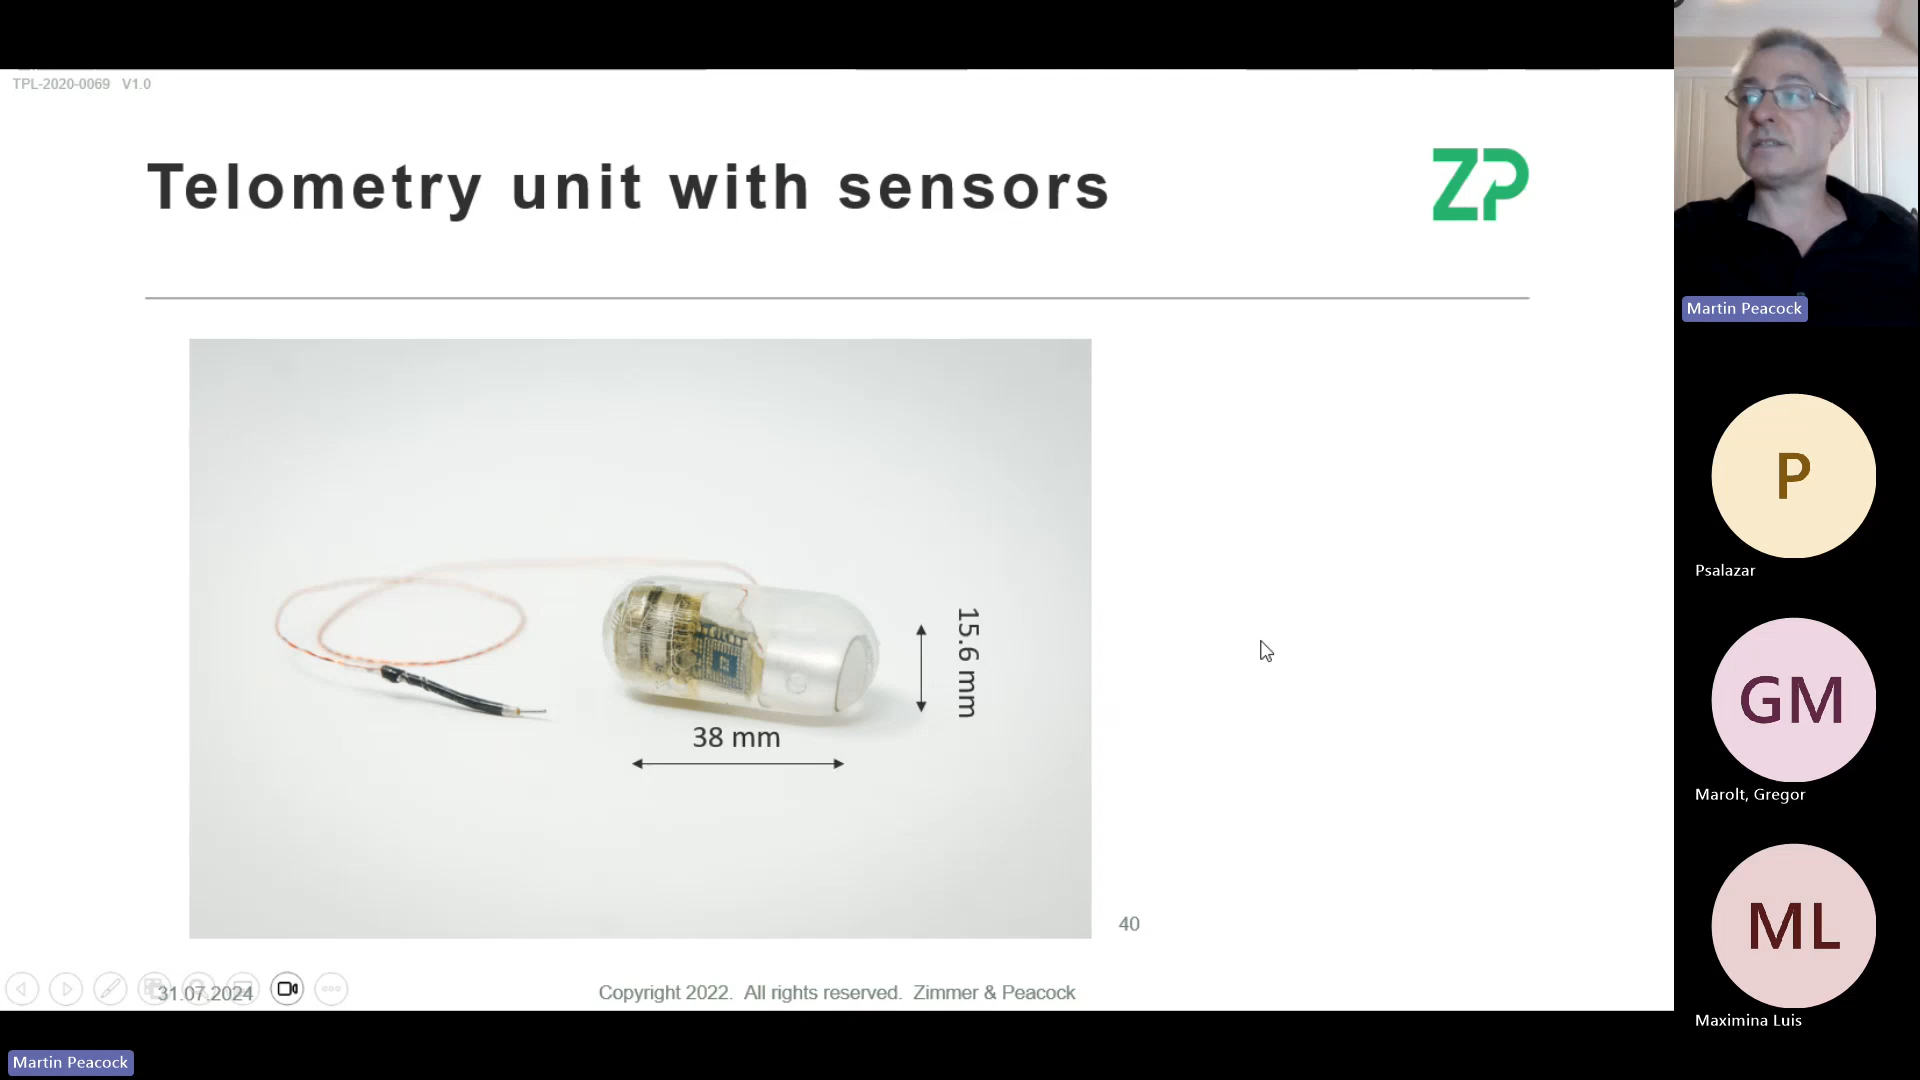 TPL-2020-0069 V1.0
Telometry unit with sensors
ZP
15.6 mm
38 mm
40
31.07.2024
Copyright 2022. All rights reserved. Zimmer & Peacock
Martin Peacock
Martin Peacock
P
Psalazar
GM
Marolt, Gregor
ML
Maximina Luis